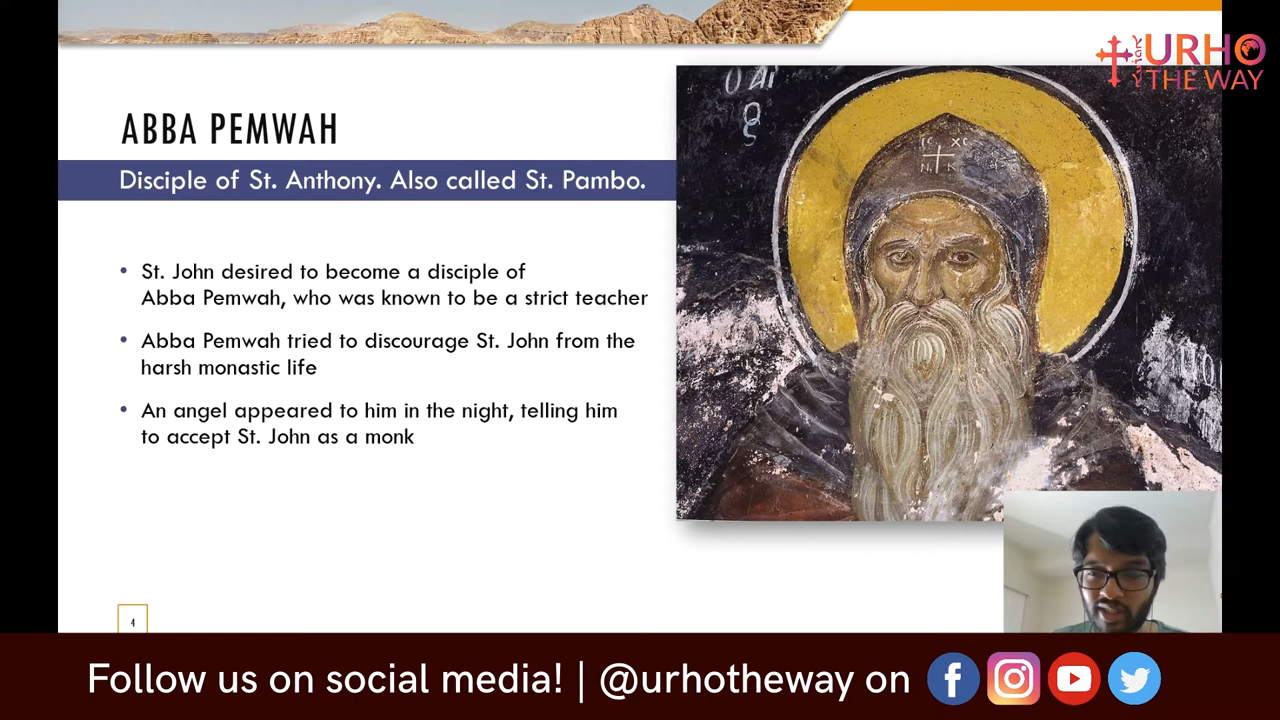 URHO
THE WAY
ABBA PEMWAH
Disciple of St. Anthony. Also called St. Pambo.
• St. John desired to become a disciple of
Abba Pemwah, who was known to be a strict teacher
• Abba Pemwah tried to discourage St. John from the
harsh monastic life
• An angel appeared to him in the night, telling him
to accept St. John as a monk
IC XC
4
Follow us on social media! | @urhotheway on